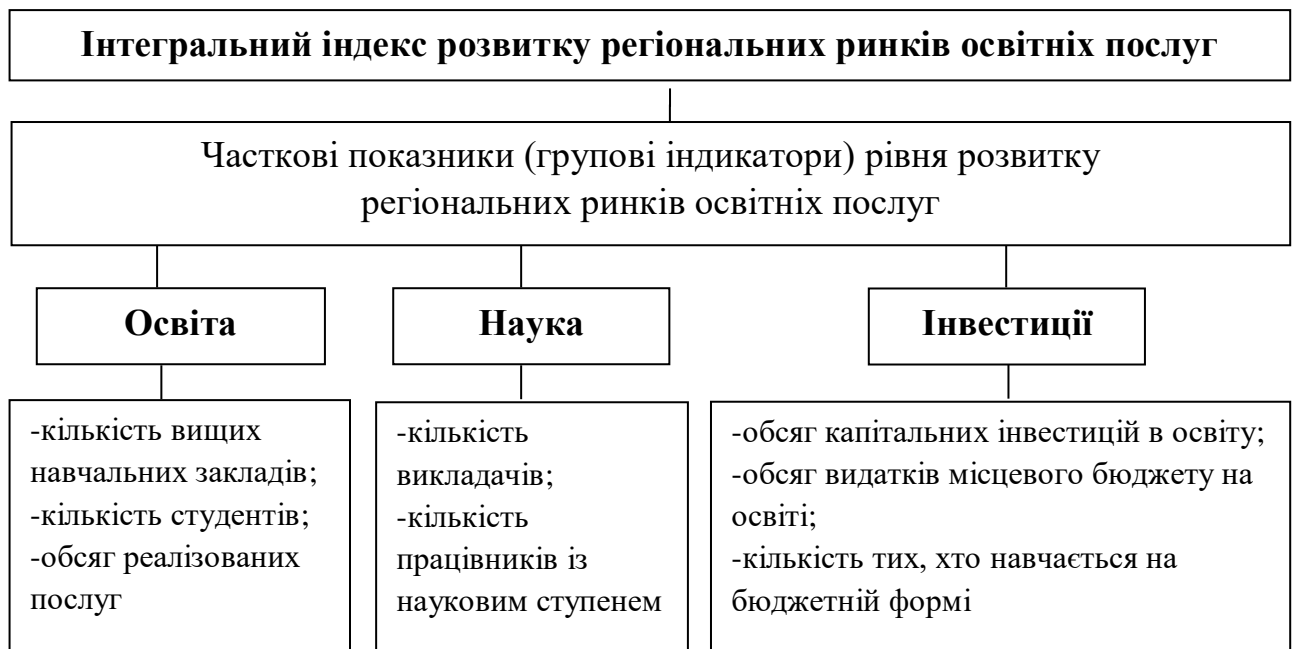 Інтегральний індекс розвитку регіональних ринків освітніх послуг
Часткові показники (групові індикатори) рівня розвитку
регіональних ринків освітніх послуг
Освіта
Наука
Інвестиції
-кількість вищих
навчальних закладів;
-кількість студентів;
-обсяг реалізованих
послуг
-кількість
викладачів;
-кількість
працівників із
науковим ступенем
-обсяг капітальних інвестицій в освіту;
-обсяг видатків місцевого бюджету на
освіті;
-кількість тих, хто навчається на
бюджетній формі